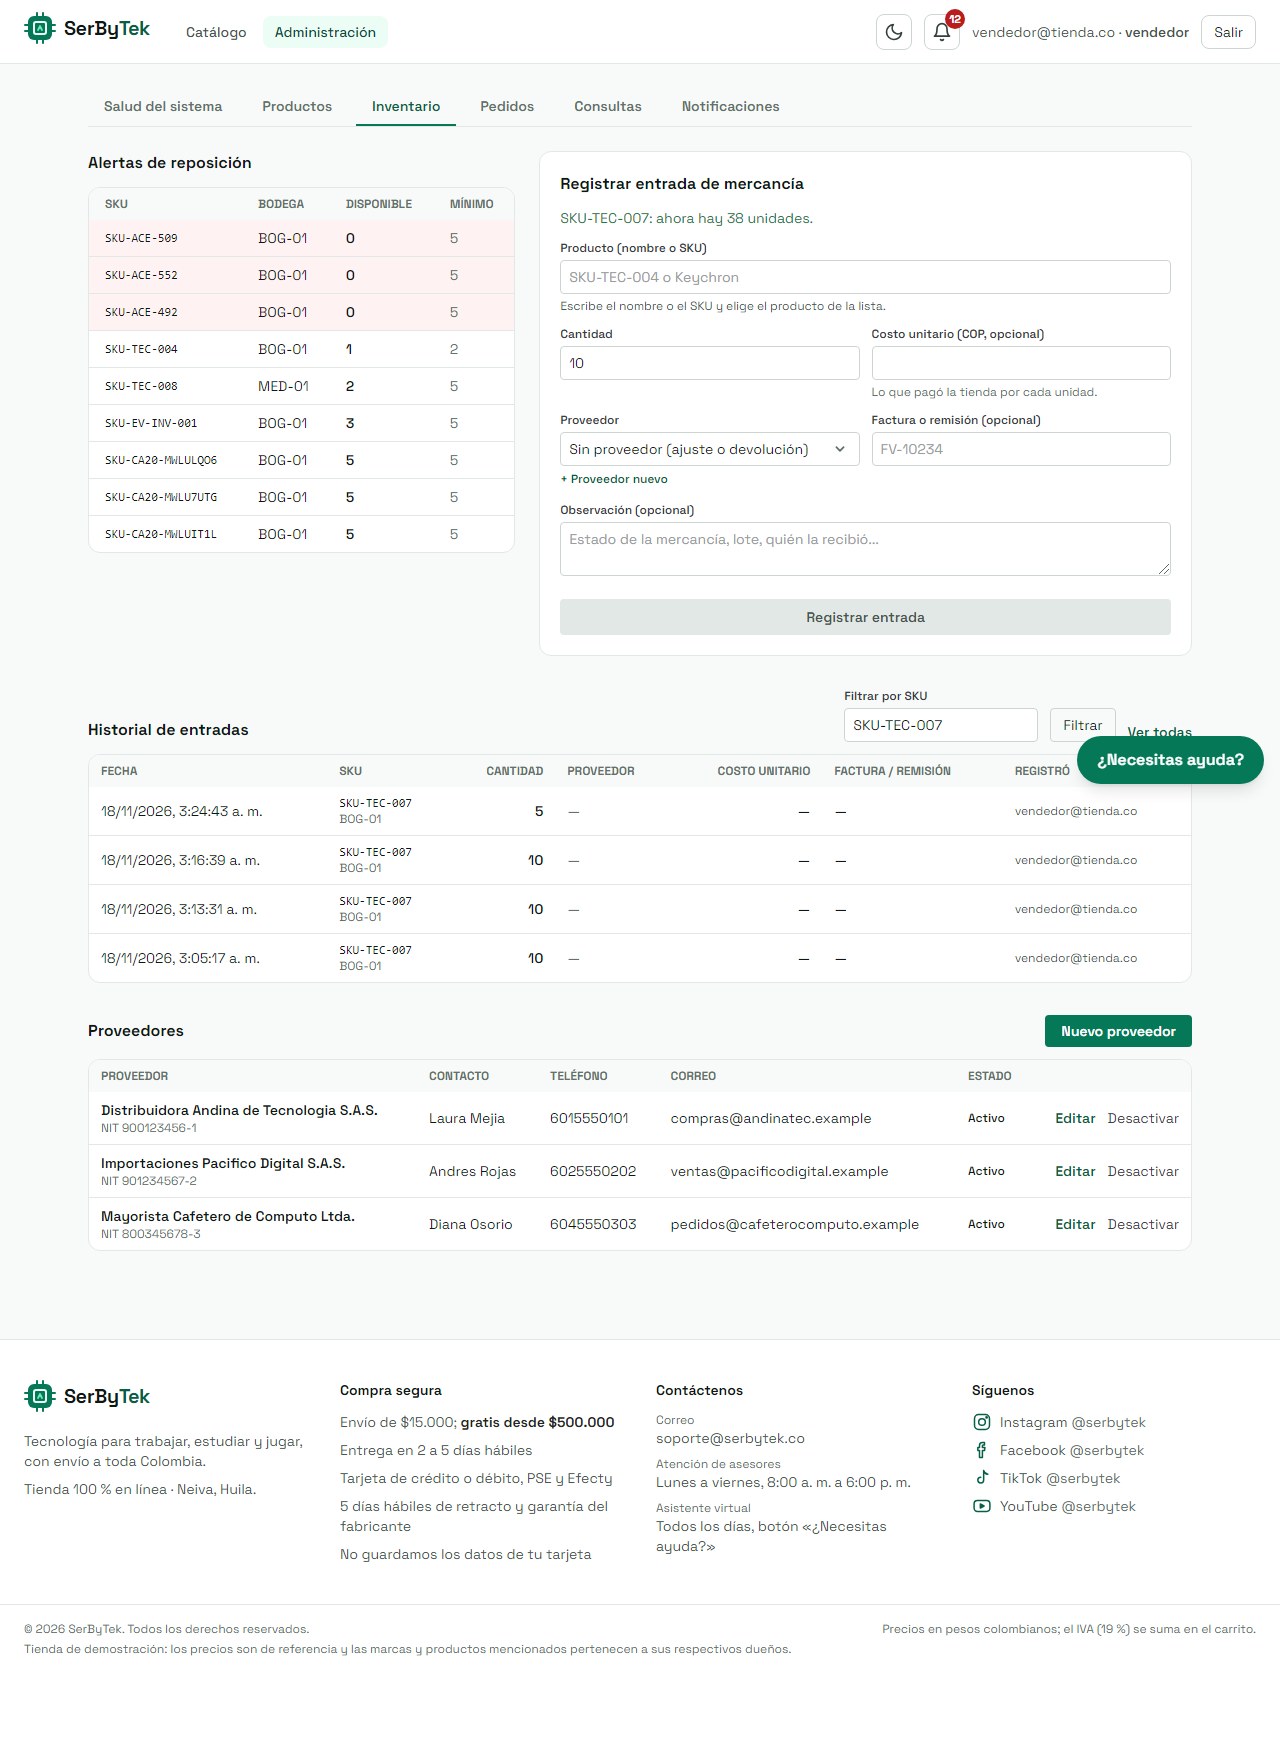 SerByTek
Catálogo
Administración
12
vendedor@tienda.co · vendedor
Salir
Salud del sistema
Productos
Inventario
Pedidos
Consultas
Notificaciones
Alertas de reposición
SKU BODEGA DISPONIBLE MÍNIMO
SKU-ACE-509 BOG-01 0 5
SKU-ACE-552 BOG-01 0 5
SKU-ACE-492 BOG-01 0 5
SKU-TEC-004 BOG-01 1 2
SKU-TEC-008 MED-01 2 5
SKU-EV-INV-001 BOG-01 3 5
SKU-CA20-MWLULQO6 BOG-01 5 5
SKU-CA20-MWLU7UTG BOG-01 5 5
SKU-CA20-MWLUIT1L BOG-01 5 5
Registrar entrada de mercancía
SKU-TEC-007: ahora hay 38 unidades.
Producto (nombre o SKU)
SKU-TEC-004 o Keychron
Escribe el nombre o el SKU y elige el producto de la lista.
Cantidad
10
Costo unitario (COP, opcional)
Lo que pagó la tienda por cada unidad.
Proveedor
Sin proveedor (ajuste o devolución)
+ Proveedor nuevo
Factura o remisión (opcional)
FV-10234
Observación (opcional)
Estado de la mercancía, lote, quién la recibió...
Registrar entrada
Historial de entradas
Filtrar por SKU
SKU-TEC-007
Filtrar
Ver todas
¿Necesitas ayuda?
FECHA SKU CANTIDAD PROVEEDOR COSTO UNITARIO FACTURA / REMISIÓN REGISTRÓ
18/11/2026, 3:24:43 a. m. SKU-TEC-007 BOG-01 5 — — — vendedor@tienda.co
18/11/2026, 3:16:39 a. m. SKU-TEC-007 BOG-01 10 — — — vendedor@tienda.co
18/11/2026, 3:13:31 a. m. SKU-TEC-007 BOG-01 10 — — — vendedor@tienda.co
18/11/2026, 3:05:17 a. m. SKU-TEC-007 BOG-01 10 — — — vendedor@tienda.co
Proveedores
Nuevo proveedor
PROVEEDOR CONTACTO TELÉFONO CORREO ESTADO
Distribuidora Andina de Tecnologia S.A.S. Laura Mejia 6015550101 compras@andinatec.example Activo Editar Desactivar
NIT 900123456-1
Importaciones Pacifico Digital S.A.S. Andres Rojas 6025550202 ventas@pacificodigital.example Activo Editar Desactivar
NIT 901234567-2
Mayorista Cafetero de Computo Ltda. Diana Osorio 6045550303 pedidos@cafeterocomputo.example Activo Editar Desactivar
NIT 800345678-3
SerByTek
Tecnología para trabajar, estudiar y jugar,
con envío a toda Colombia.
Tienda 100 % en línea · Neiva, Huila.
Compra segura
Envío de $15.000; gratis desde $500.000
Entrega en 2 a 5 días hábiles
Tarjeta de crédito o débito, PSE y Efecty
5 días hábiles de retracto y garantía del
fabricante
No guardamos los datos de tu tarjeta
Contáctenos
Correo
soporte@serbytek.co
Atención de asesores
Lunes a viernes, 8:00 a. m. a 6:00 p. m.
Asistente virtual
Todos los días, botón «¿Necesitas
ayuda?»
Síguenos
Instagram @serbytek
Facebook @serbytek
TikTok @serbytek
YouTube @serbytek
© 2026 SerByTek. Todos los derechos reservados.
Precios en pesos colombianos; el IVA (19 %) se suma en el carrito.
Tienda de demostración: los precios son de referencia y las marcas y productos mencionados pertenecen a sus respectivos dueños.